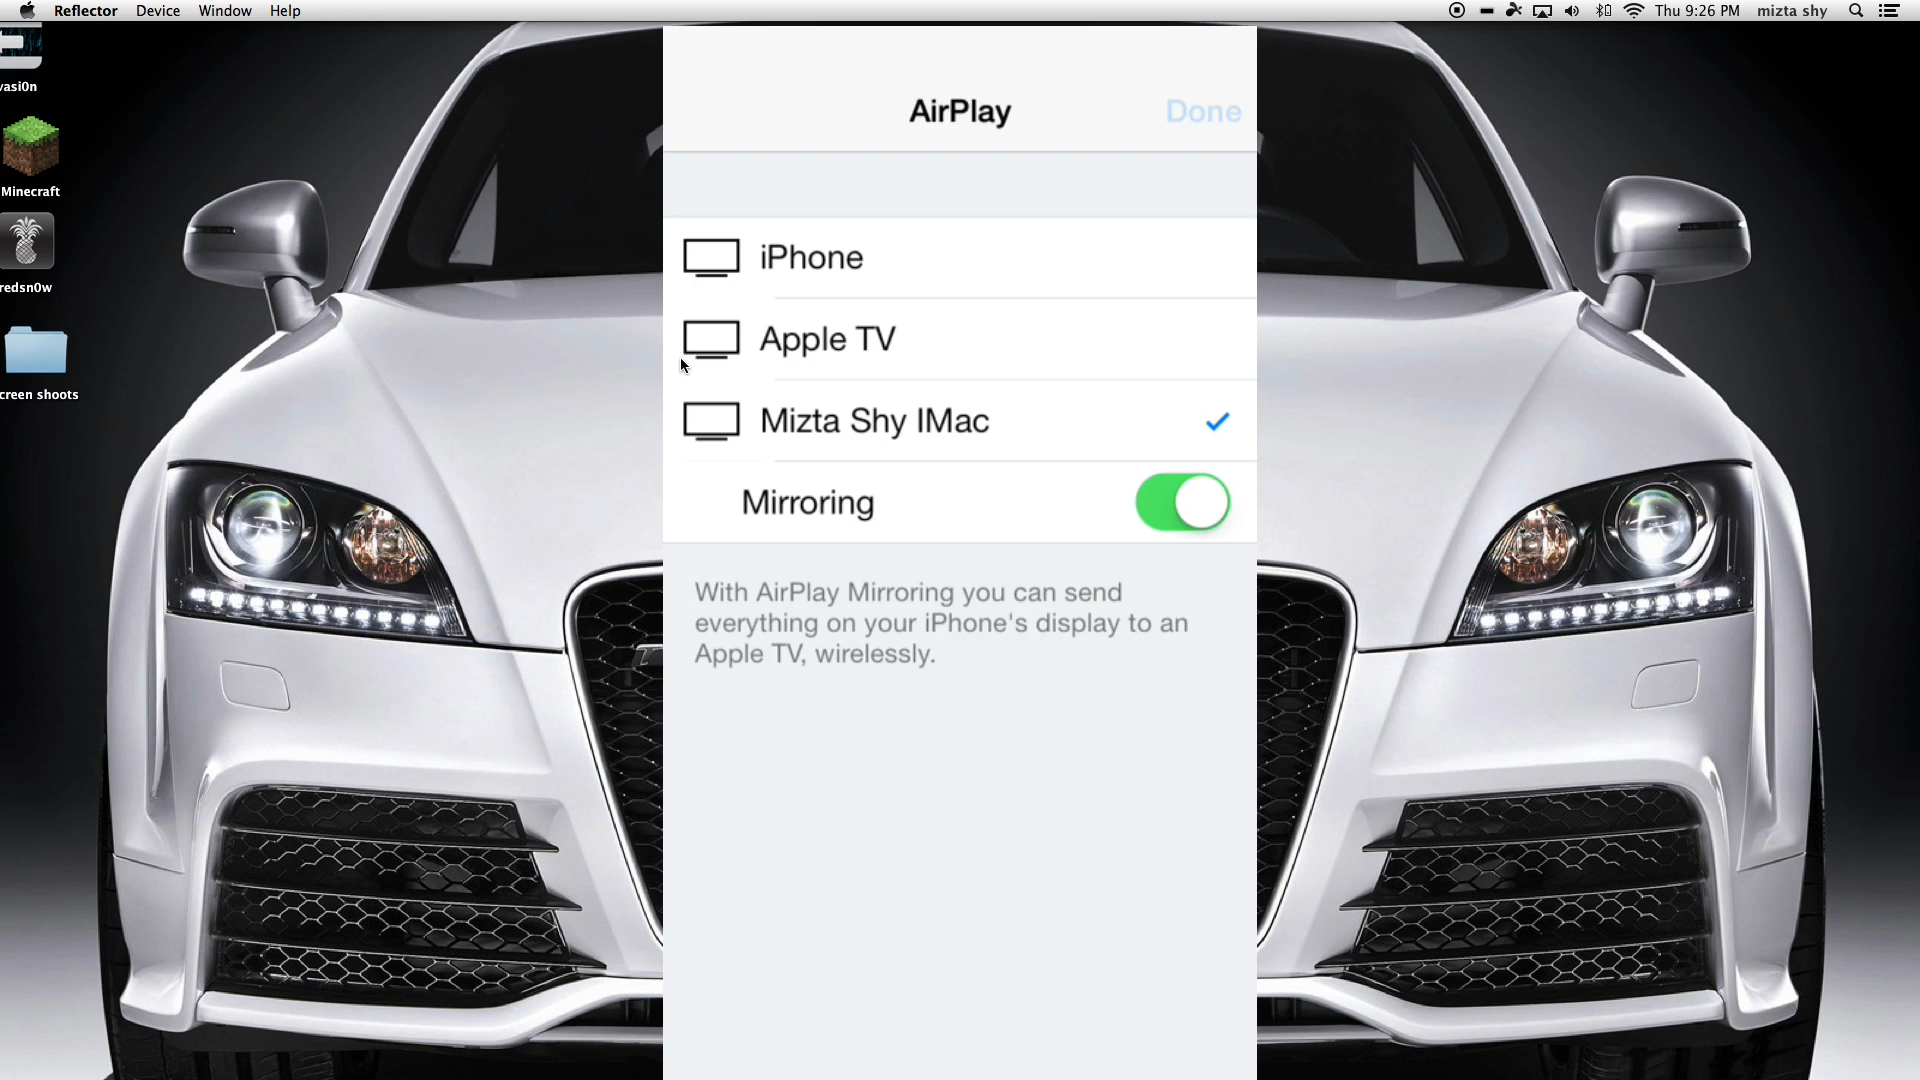 Reflector Device Window Help Thu 9:26 PM mizta shy
vasi0n
Minecraft
redsn0w
creen shoots
AirPlay Done
iPhone
Apple TV
Mizta Shy IMac
Mirroring
With AirPlay Mirroring you can send
everything on your iPhone's display to an
Apple TV, wirelessly.